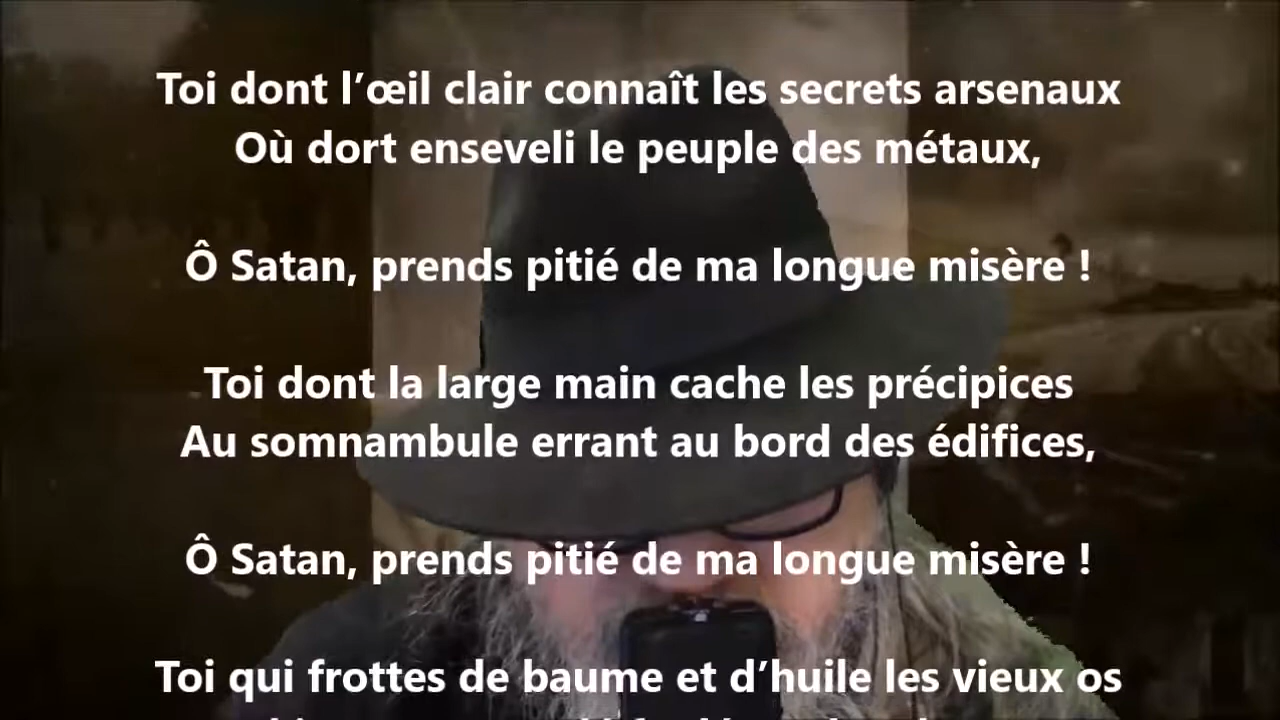 Toi dont l’œil clair connaît les secrets arsenaux
Où dort enseveli le peuple des métaux,
Ô Satan, prends pitié de ma longue misère !
Toi dont la large main cache les précipices
Au somnambule errant au bord des édifices,
Ô Satan, prends pitié de ma longue misère !
Toi qui frottes de baume et d’huile les vieux os